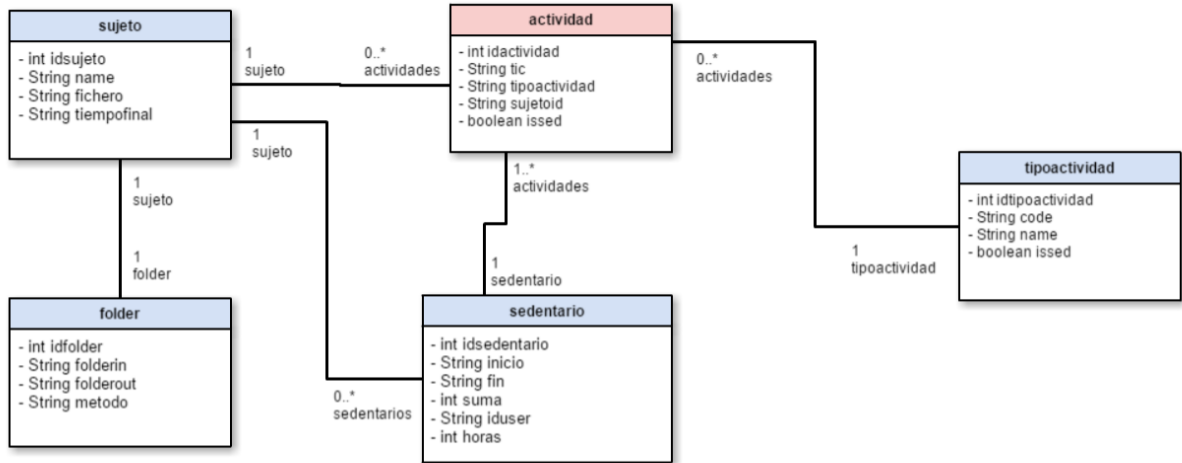 sujeto
- int idsujeto
- String name
- String fichero
- String tiempofinal
1
sujeto
0..*
actividades
actividad
- int idactividad
- String tic
- String tipoactividad
- String sujetoid
- boolean issed
0..*
actividades
1
sujeto
1
sujeto
1..*
actividades
tipoactividad
- int idtipoactividad
- String code
- String name
- boolean issed
1
folder
1
sedentario
1
tipoactividad
folder
- int idfolder
- String folderin
- String folderout
- String metodo
0..*
sedentarios
sedentario
- int idsedentario
- String inicio
- String fin
- int suma
- String iduser
- int horas